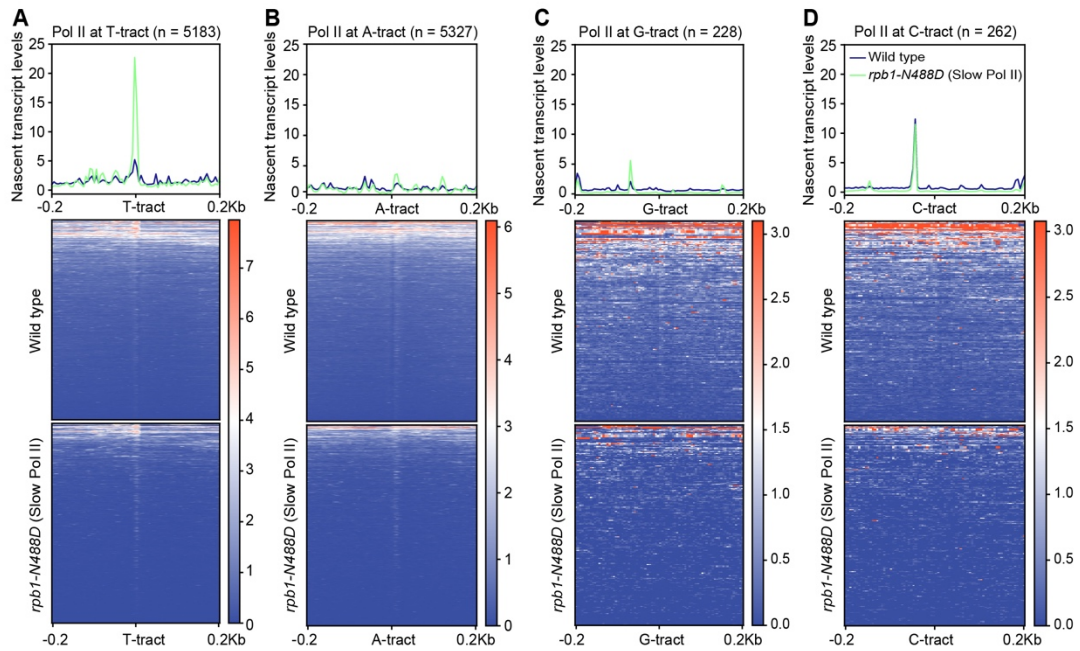 A
Pol II at T-tract (n = 5183)
Nascent transcript levels
25
20
15
10
5
0
-0.2
T-tract
0.2Kb
Wild type
rpb1-N488D (Slow Pol II)
7
6
5
4
3
2
1
0
-0.2
T-tract
0.2Kb
B
Pol II at A-tract (n = 5327)
Nascent transcript levels
25
20
15
10
5
0
-0.2
A-tract
0.2Kb
Wild type
rpb1-N488D (Slow Pol II)
6
5
4
3
2
1
0
-0.2
A-tract
0.2Kb
C
Pol II at G-tract (n = 228)
Nascent transcript levels
25
20
15
10
5
0
-0.2
G-tract
0.2Kb
Wild type
rpb1-N488D (Slow Pol II)
3.0
2.5
2.0
1.5
1.0
0.5
0.0
-0.2
G-tract
0.2Kb
D
Pol II at C-tract (n = 262)
Wild type
rpb1-N488D (Slow Pol II)
Nascent transcript levels
25
20
15
10
5
0
-0.2
C-tract
0.2Kb
Wild type
rpb1-N488D (Slow Pol II)
3.0
2.5
2.0
1.5
1.0
0.5
0.0
-0.2
C-tract
0.2Kb